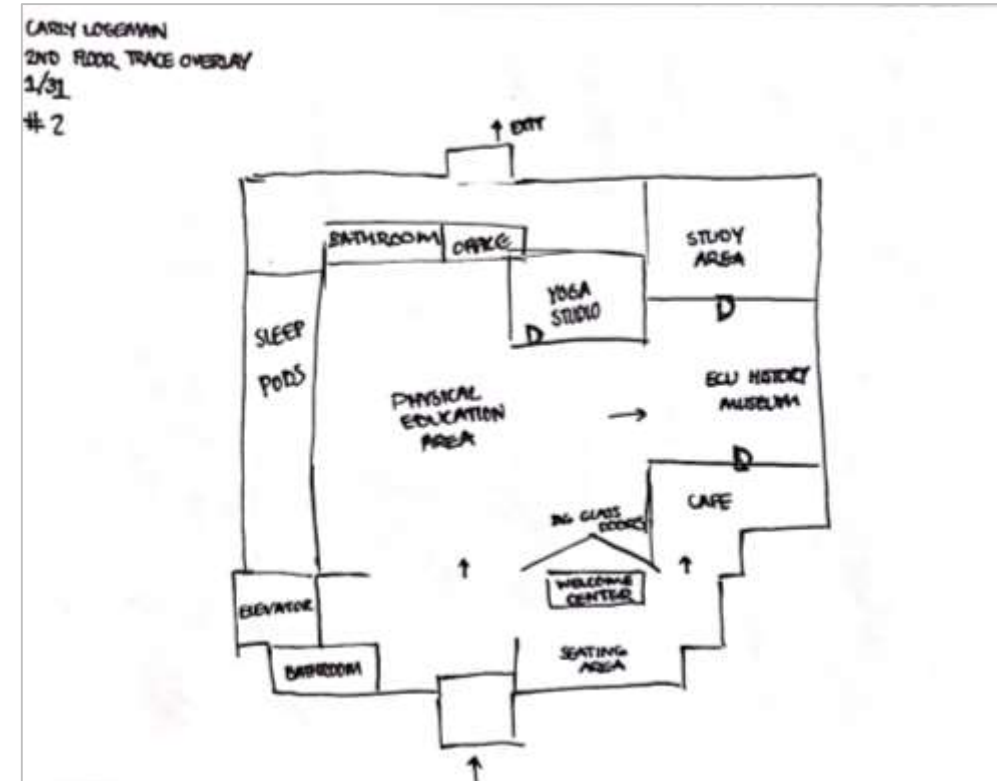 CARLY LOGEMAN
2ND FLOOR TRACE OVERLAY
1/31
#2
↑ EXIT
BATHROOM
OFFICE
STUDY
AREA
YOGA
STUDIO
D
D
SLEEP
PODS
PHYSICAL
EDUCATION
AREA
→
ECU HISTORY
MUSEUM
D
CAFE
BIG GLASS
DOORS
↑
↑
WELCOME
CENTER
ELEVATOR
SEATING
AREA
BATHROOM
↑